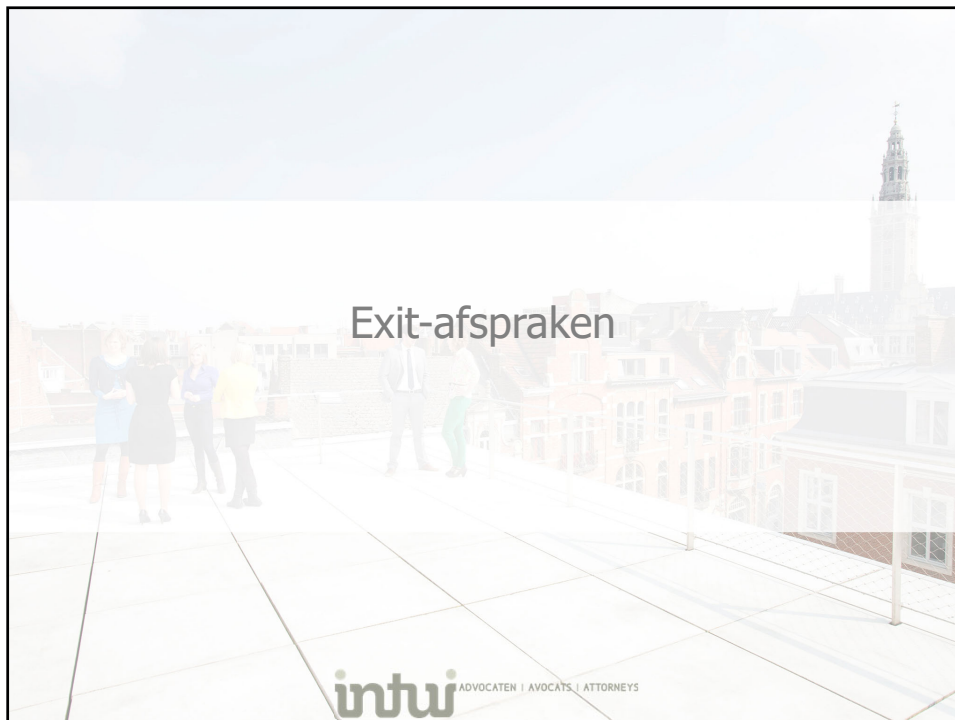 Exit-afspraken
intui ADVOCATEN | AVOCATS | ATTORNEYS